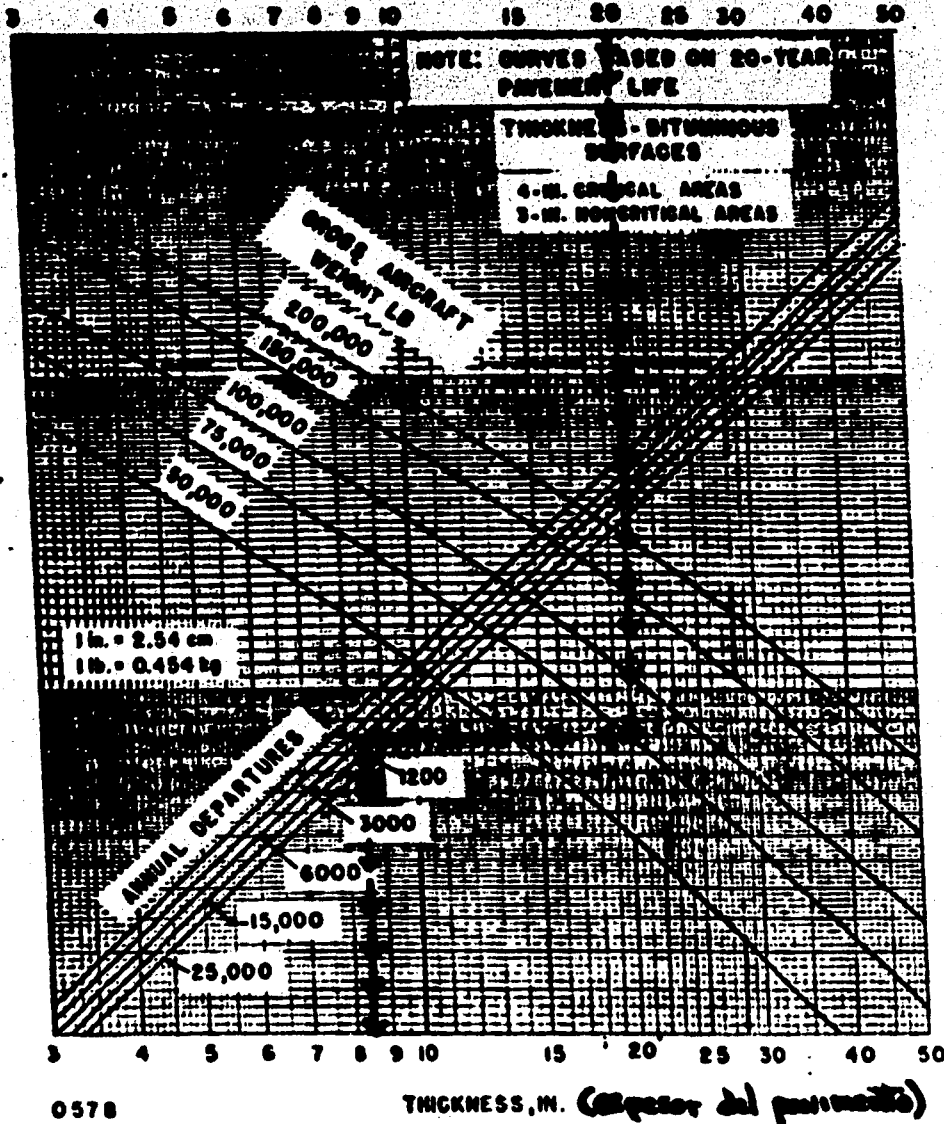 3 4 5 6 7 8 9 10 15 20 25 30 40 50
NOTE: CURVES BASED ON 20-YEAR
PAVEMENT LIFE
THICKNESS - BITUMINOUS
SURFACES
4-IN. CRITICAL AREAS
3-IN. NONCRITICAL AREAS
GROSS AIRCRAFT
WEIGHT LB
200,000
150,000
100,000
75,000
50,000
1 in. = 2.54 cm
1 lb. = 0.454 kg
ANNUAL DEPARTURES
1200
3000
6000
15,000
25,000
3 4 5 6 7 8 9 10 15 20 25 30 40 50
0578
THICKNESS, IN. (espesor del pavimento)